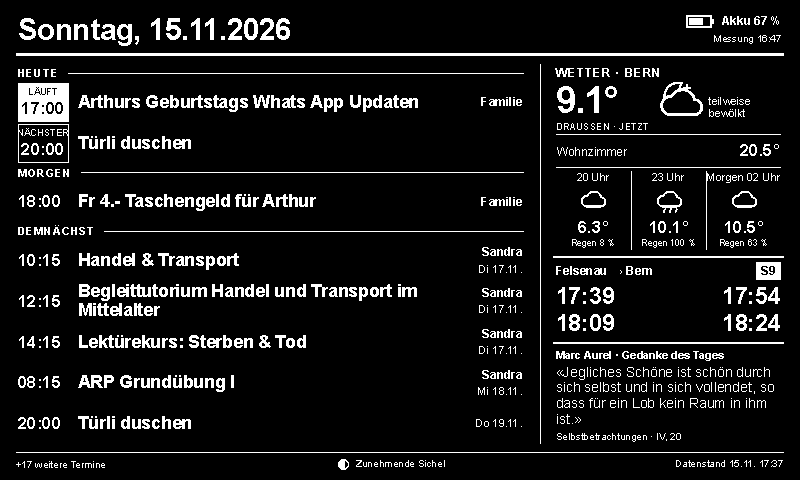 Sonntag, 15.11.2026
Akku 67 %
Messung 16:47
HEUTE
LÄUFT
17:00 Arthurs Geburtstags Whats App Updaten Familie
NÄCHSTER
20:00 Türli duschen
MORGEN
18:00 Fr 4.- Taschengeld für Arthur Familie
DEMNÄCHST
10:15 Handel & Transport Sandra
Di 17.11.
12:15 Begleittutorium Handel und Transport im Mittelalter Sandra
Di 17.11.
14:15 Lektürekurs: Sterben & Tod Sandra
Di 17.11.
08:15 ARP Grundübung I Sandra
Mi 18.11.
20:00 Türli duschen Do 19.11.
WETTER · BERN
9.1° teilweise
bewölkt
DRAUSSEN · JETZT
Wohnzimmer 20.5°
20 Uhr 23 Uhr Morgen 02 Uhr
6.3° 10.1° 10.5°
Regen 8 % Regen 100 % Regen 63 %
Felsenau › Bern S9
17:39 17:54
18:09 18:24
Marc Aurel · Gedanke des Tages
«Jegliches Schöne ist schön durch
sich selbst und in sich vollendet, so
dass für ein Lob kein Raum in ihm
ist.»
Selbstbetrachtungen · IV, 20
+17 weitere Termine
Zunehmende Sichel
Datenstand 15.11. 17:37